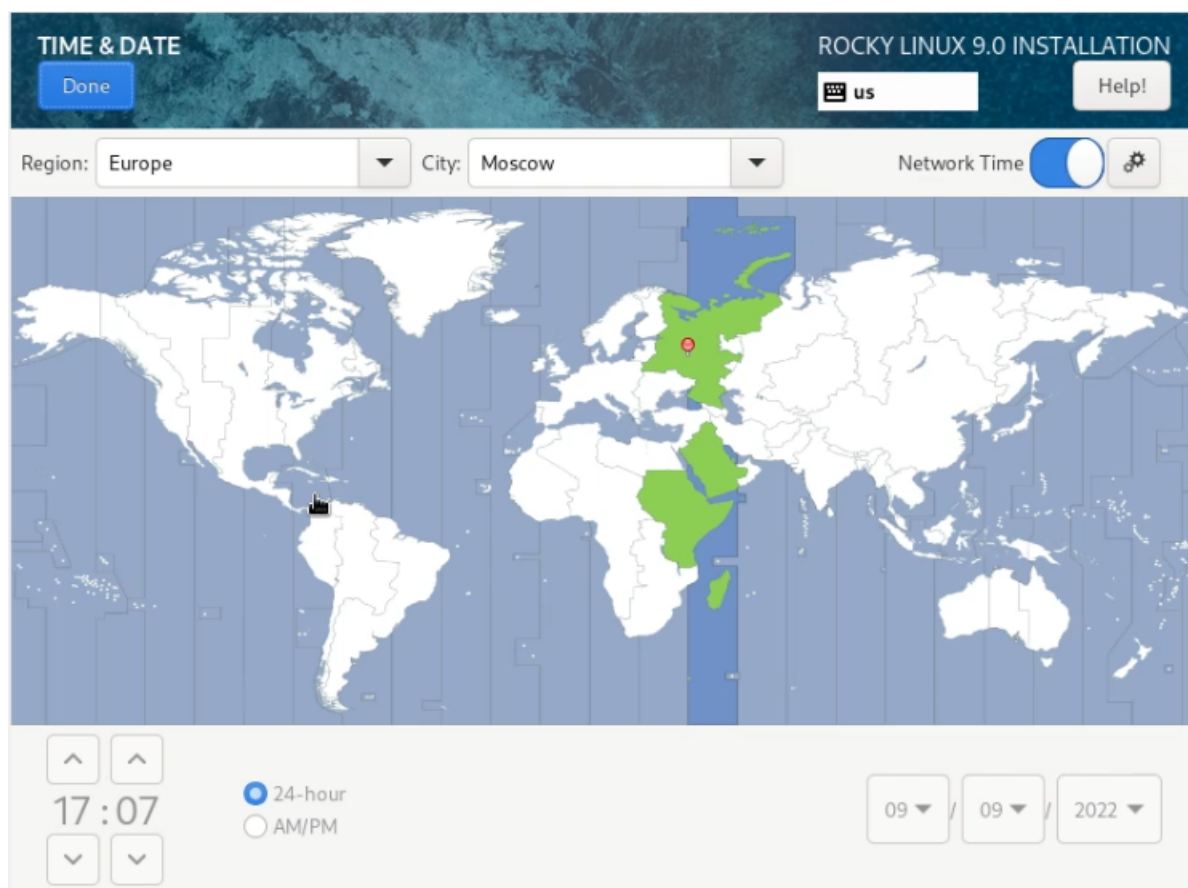 TIME & DATE
ROCKY LINUX 9.0 INSTALLATION
Done
us
Help!
Region: Europe City: Moscow Network Time
17 : 07
24-hour
AM/PM
09 / 09 / 2022